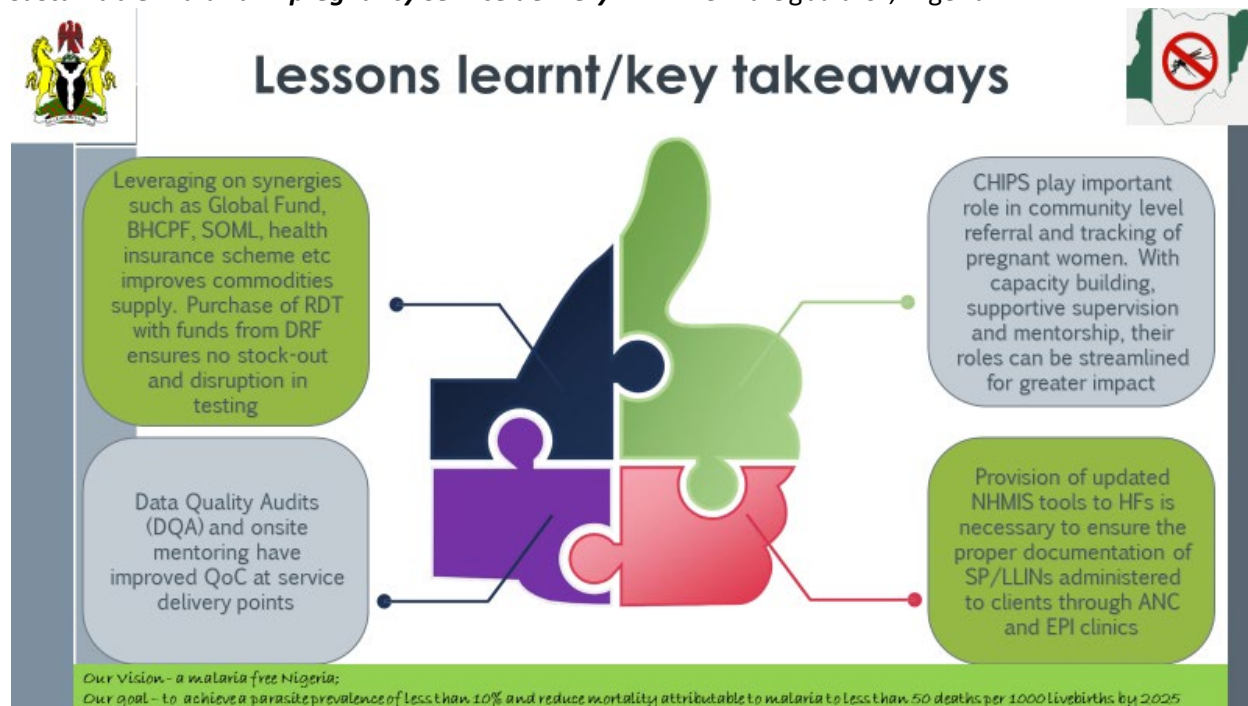 Lessons learnt/key takeaways
Leveraging on synergies
such as Global Fund,
BHCPF, SOML, health
insurance scheme etc
improves commodities
supply. Purchase of RDT
with funds from DRF
ensures no stock-out
and disruption in
testing
CHIPS play important
role in community level
referral and tracking of
pregnant women. With
capacity building,
supportive supervision
and mentorship, their
roles can be streamlined
for greater impact
Data Quality Audits
(DQA) and onsite
mentoring have
improved QoC at service
delivery points
Provision of updated
NHMIS tools to HFs is
necessary to ensure the
proper documentation of
SP/LLINs administered
to clients through ANC
and EPI clinics
Our Vision - a malaria free Nigeria;
Our goal - to achieve a parasite prevalence of less than 10% and reduce mortality attributable to malaria to less than 50 deaths per 1000 livebirths by 2025